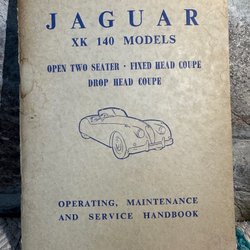 JAGUAR
XK 140 MODELS
OPEN TWO SEATER · FIXED HEAD COUPE
DROP HEAD COUPE
OPERATING, MAINTENANCE
AND SERVICE HANDBOOK